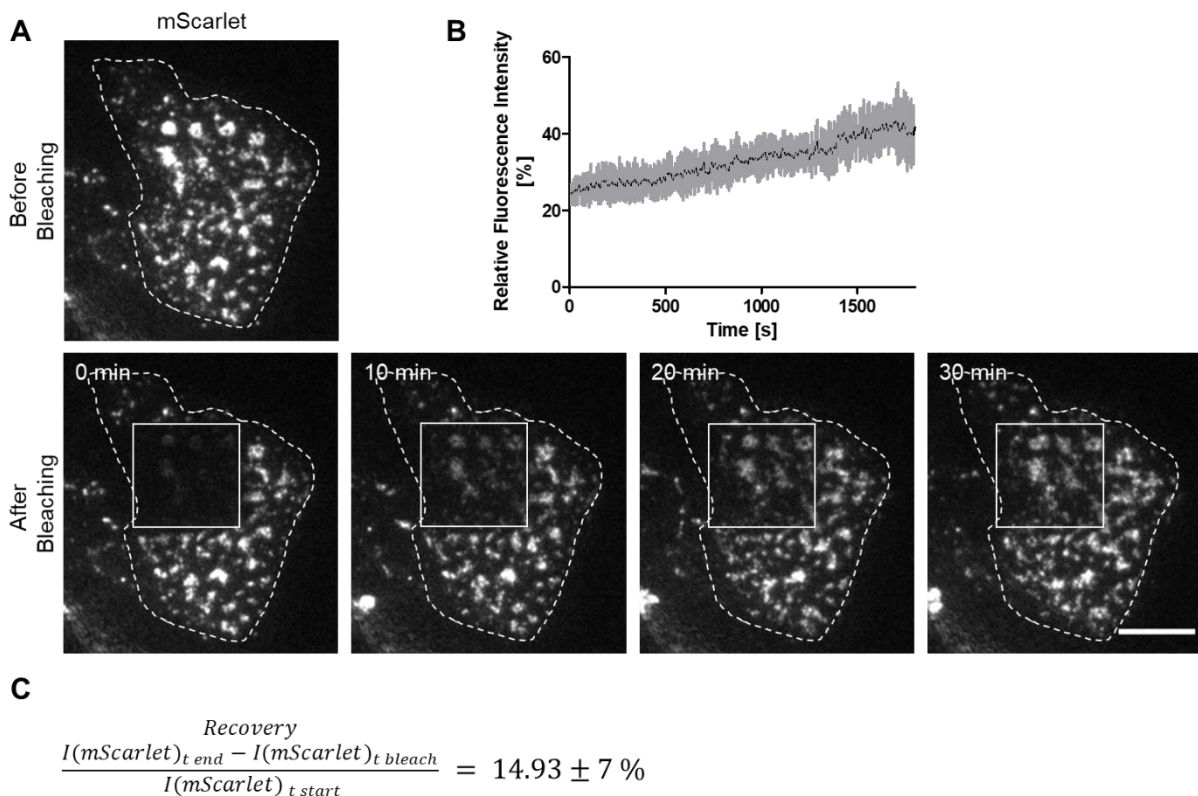 A
mScarlet
Before
Bleaching
B
Relative Fluorescence Intensity
[%]
60
40
20
0
0
500
1000
1500
Time [s]
After
Bleaching
0 min
10 min
20 min
30 min
C
Recovery
I(mScarlet)t end − I(mScarlet)t bleach
I(mScarlet) t start
= 14.93 ± 7 %